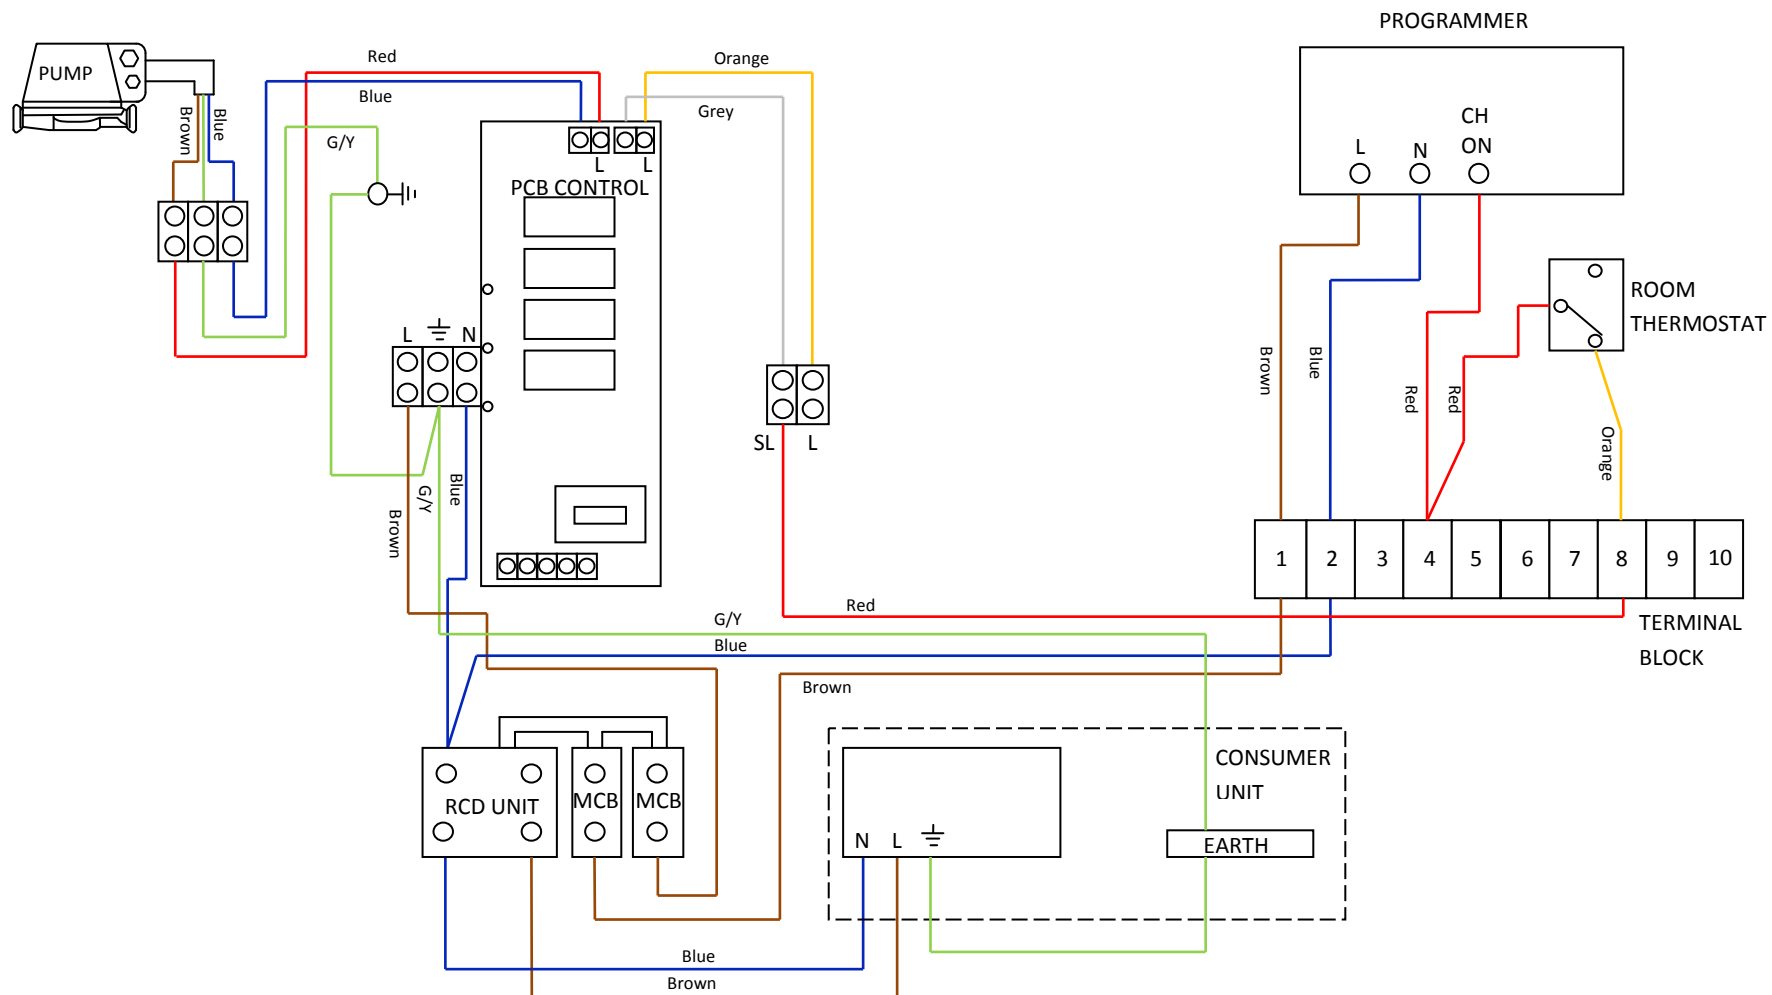 PROGRAMMER
PUMP
Red
Orange
Blue
Grey
Brown
Blue
G/Y
CH
ON
L
N
L
L
PCB CONTROL
ROOM
THERMOSTAT
L
N
Brown
Blue
Red
Red
Orange
SL
L
Brown
G/Y
Blue
1
2
3
4
5
6
7
8
9
10
Red
G/Y
Blue
TERMINAL
BLOCK
Brown
CONSUMER
UNIT
RCD UNIT
MCB
MCB
N
L
EARTH
Blue
Brown